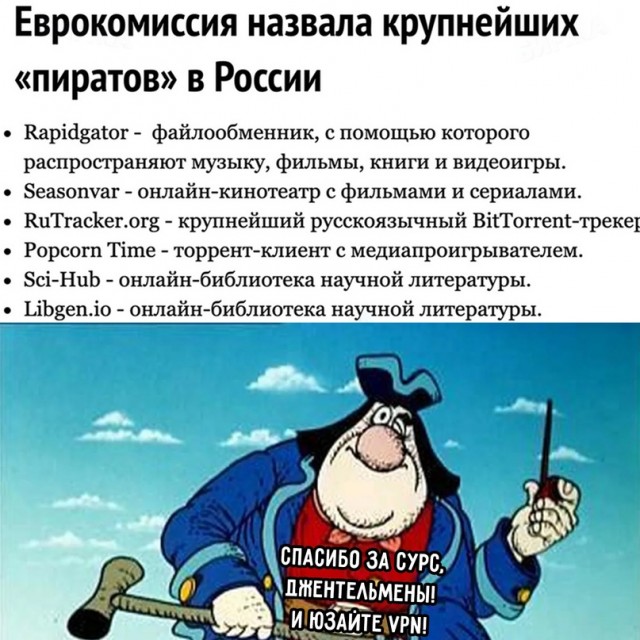 Еврокомиссия назвала крупнейших
«пиратов» в России
• Rapidgator - файлообменник, с помощью которого
распространяют музыку, фильмы, книги и видеоигры.
• Seasonvar - онлайн-кинотеатр с фильмами и сериалами.
• RuTracker.org - крупнейший русскоязычный BitTorrent-трекер
• Popcorn Time - торрент-клиент с медиапроигрывателем.
• Sci-Hub - онлайн-библиотека научной литературы.
• Libgen.io - онлайн-библиотека научной литературы.
СПАСИБО ЗА СУРС,
ДЖЕНТЕЛЬМЕНЫ!
И ЮЗАЙТЕ VPN!